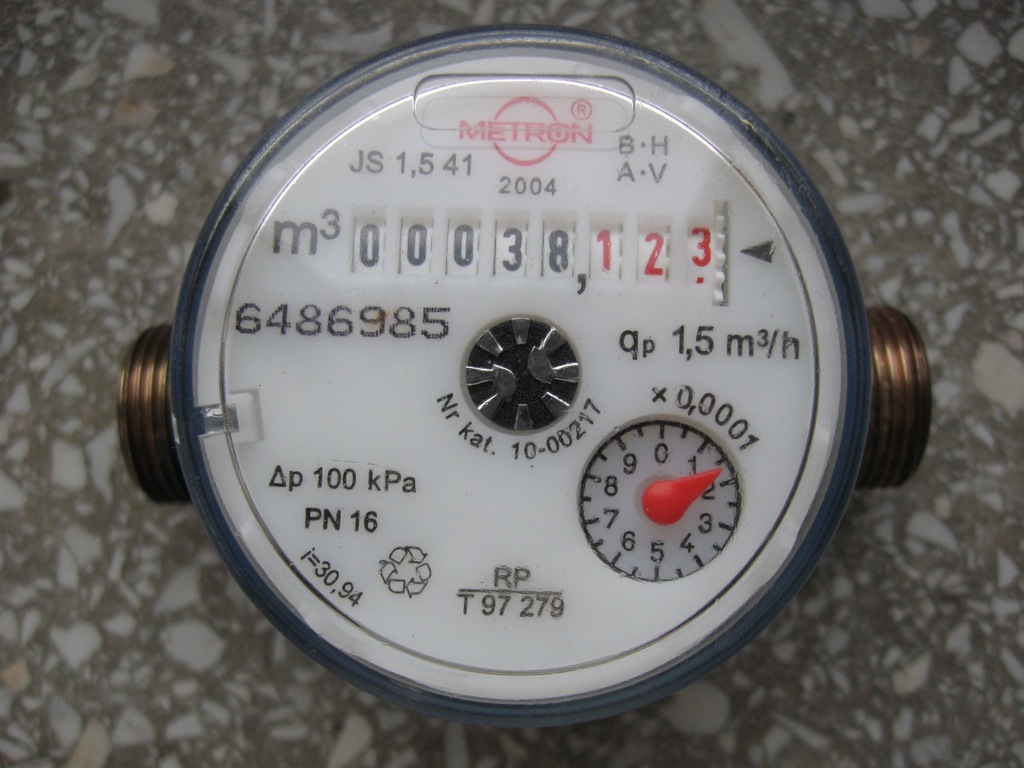 METRON ®
JS 1,5 41
B·H
A·V
2004
m³ 00038,123
6486985
qp 1,5 m³/h
× 0,0001
Nr kat. 10-00217
0 1 2 3 4 5 6 7 8 9
Δp 100 kPa
PN 16
i=30,94
RP
T 97 279